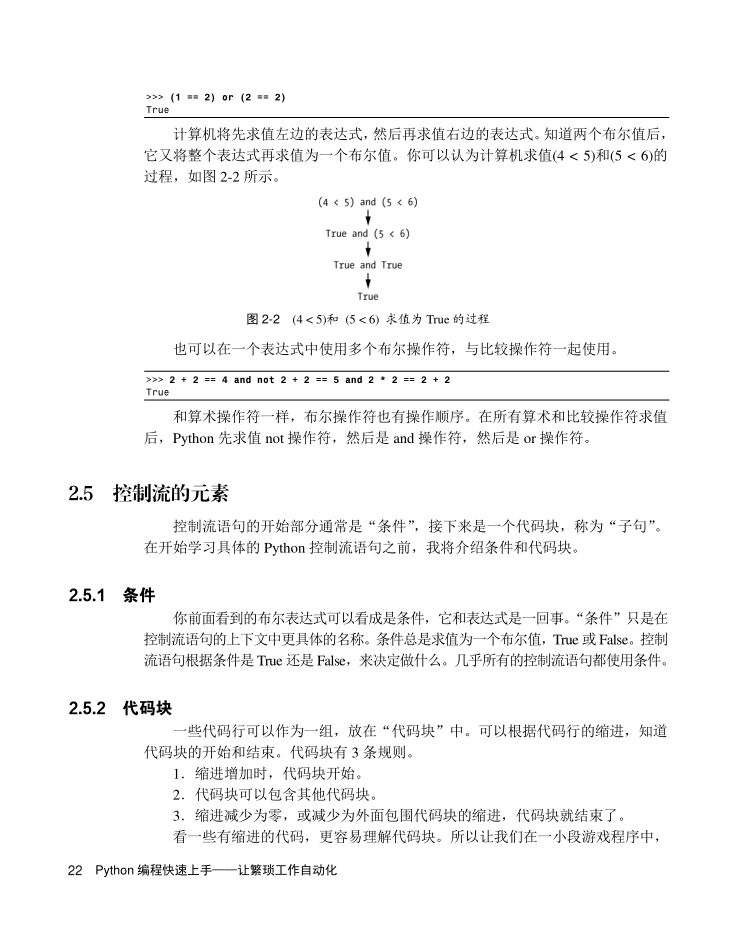 >>> (1 == 2) or (2 == 2)
True
计算机将先求值左边的表达式，然后再求值右边的表达式。知道两个布尔值后，
它又将整个表达式再求值为一个布尔值。你可以认为计算机求值(4 < 5)和(5 < 6)的
过程，如图 2-2 所示。
(4 < 5) and (5 < 6)
True and (5 < 6)
True and True
True
图 2-2 (4 < 5)和 (5 < 6) 求值为 True 的过程
也可以在一个表达式中使用多个布尔操作符，与比较操作符一起使用。
>>> 2 + 2 == 4 and not 2 + 2 == 5 and 2 * 2 == 2 + 2
True
和算术操作符一样，布尔操作符也有操作顺序。在所有算术和比较操作符求值
后，Python 先求值 not 操作符，然后是 and 操作符，然后是 or 操作符。
2.5 控制流的元素
控制流语句的开始部分通常是“条件”，接下来是一个代码块，称为“子句”。
在开始学习具体的 Python 控制流语句之前，我将介绍条件和代码块。
2.5.1 条件
你前面看到的布尔表达式可以看成是条件，它和表达式是一回事。“条件”只是在
控制流语句的上下文中更具体的名称。条件总是求值为一个布尔值，True 或 False。控制
流语句根据条件是 True 还是 False，来决定做什么。几乎所有的控制流语句都使用条件。
2.5.2 代码块
一些代码行可以作为一组，放在“代码块”中。可以根据代码行的缩进，知道
代码块的开始和结束。代码块有 3 条规则。
1．缩进增加时，代码块开始。
2．代码块可以包含其他代码块。
3．缩进减少为零，或减少为外面包围代码块的缩进，代码块就结束了。
看一些有缩进的代码，更容易理解代码块。所以让我们在一小段游戏程序中，
22 Python 编程快速上手——让繁琐工作自动化